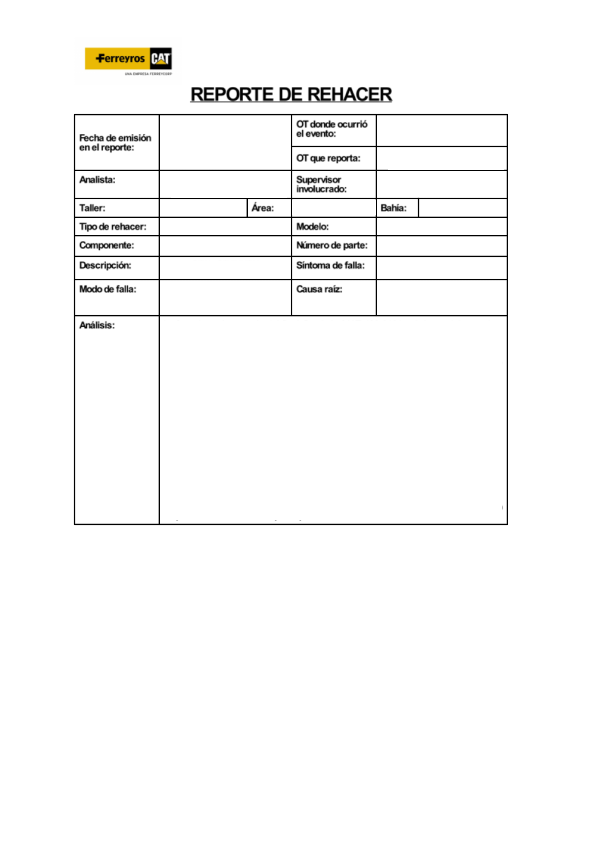 Ferreyros CAT
UNA EMPRESA FERREYCORP
REPORTE DE REHACER
Fecha de emisión
en el reporte:
OT donde ocurrió
el evento:
OT que reporta:
Analista:
Supervisor
involucrado:
Taller:
Área:
Bahía:
Tipo de rehacer:
Modelo:
Componente:
Número de parte:
Descripción:
Síntoma de falla:
Modo de falla:
Causa raíz:
Análisis: